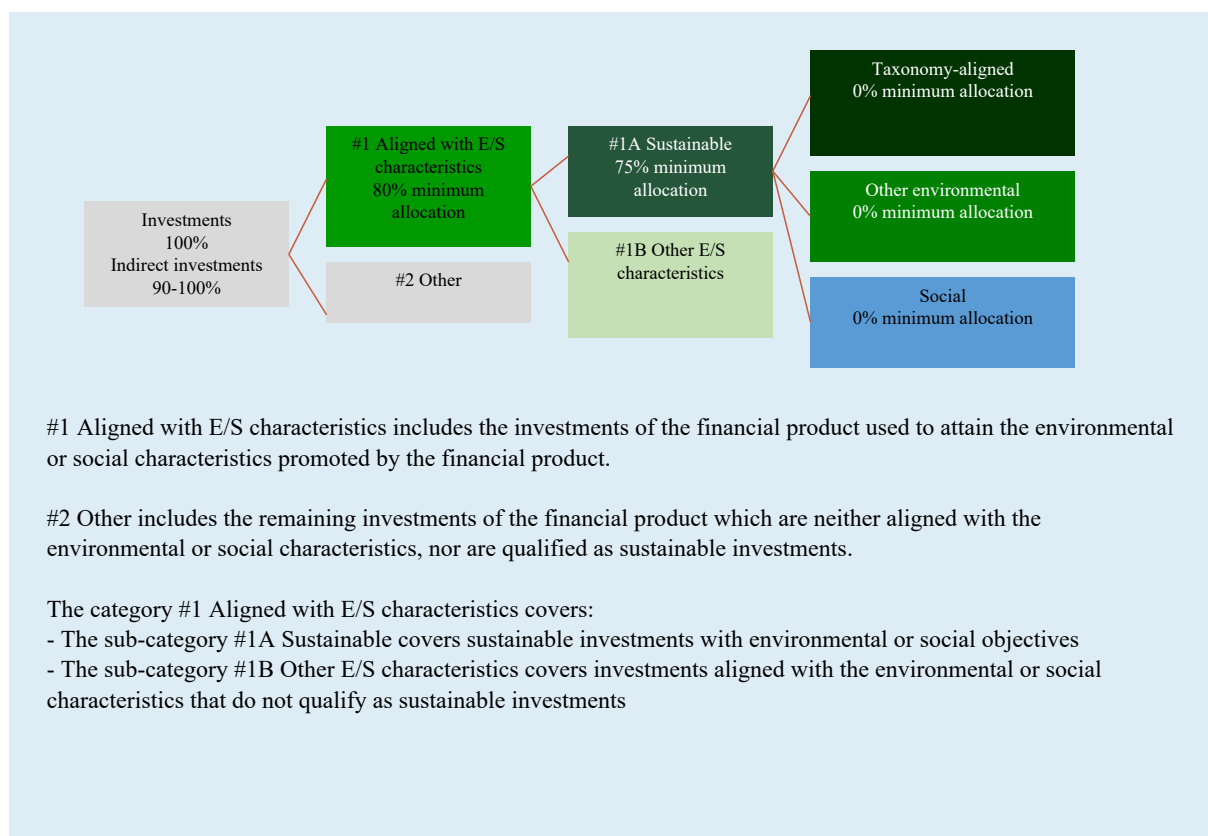 Investments
100%
Indirect investments
90-100%
#1 Aligned with E/S
characteristics
80% minimum
allocation
#2 Other
#1A Sustainable
75% minimum
allocation
#1B Other E/S
characteristics
Taxonomy-aligned
0% minimum allocation
Other environmental
0% minimum allocation
Social
0% minimum allocation
#1 Aligned with E/S characteristics includes the investments of the financial product used to attain the environmental
or social characteristics promoted by the financial product.
#2 Other includes the remaining investments of the financial product which are neither aligned with the
environmental or social characteristics, nor are qualified as sustainable investments.
The category #1 Aligned with E/S characteristics covers:
- The sub-category #1A Sustainable covers sustainable investments with environmental or social objectives
- The sub-category #1B Other E/S characteristics covers investments aligned with the environmental or social
characteristics that do not qualify as sustainable investments